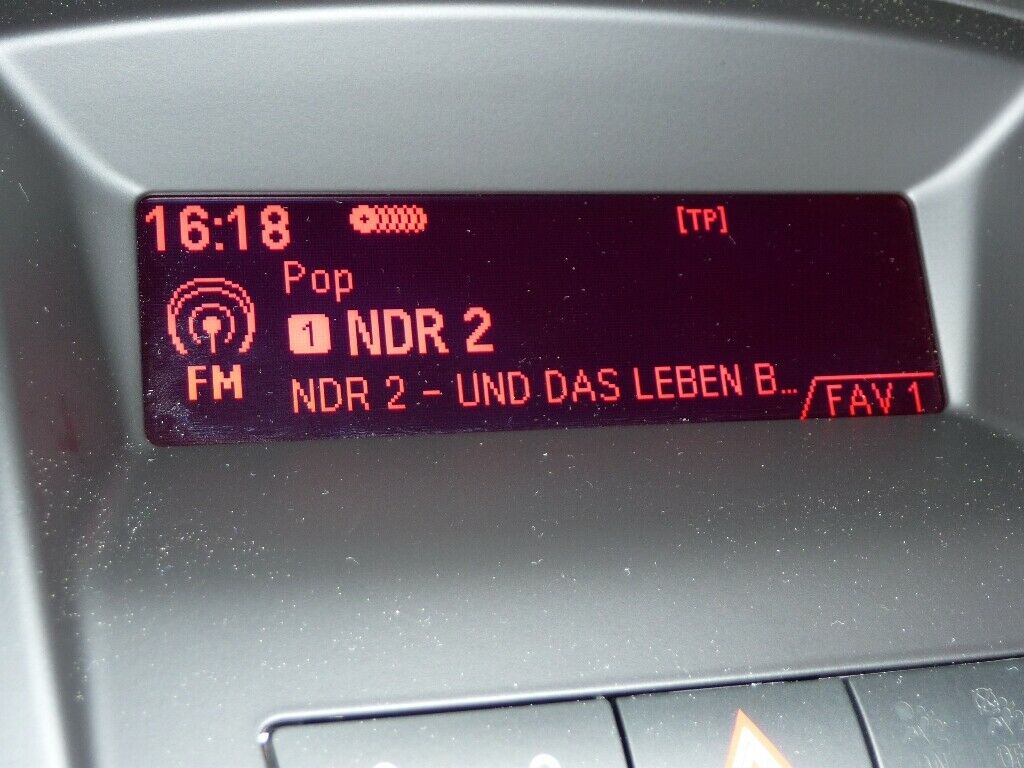 16:18 [TP]
Pop
1 NDR 2
FM
NDR 2 - UND DAS LEBEN B...
FAV 1